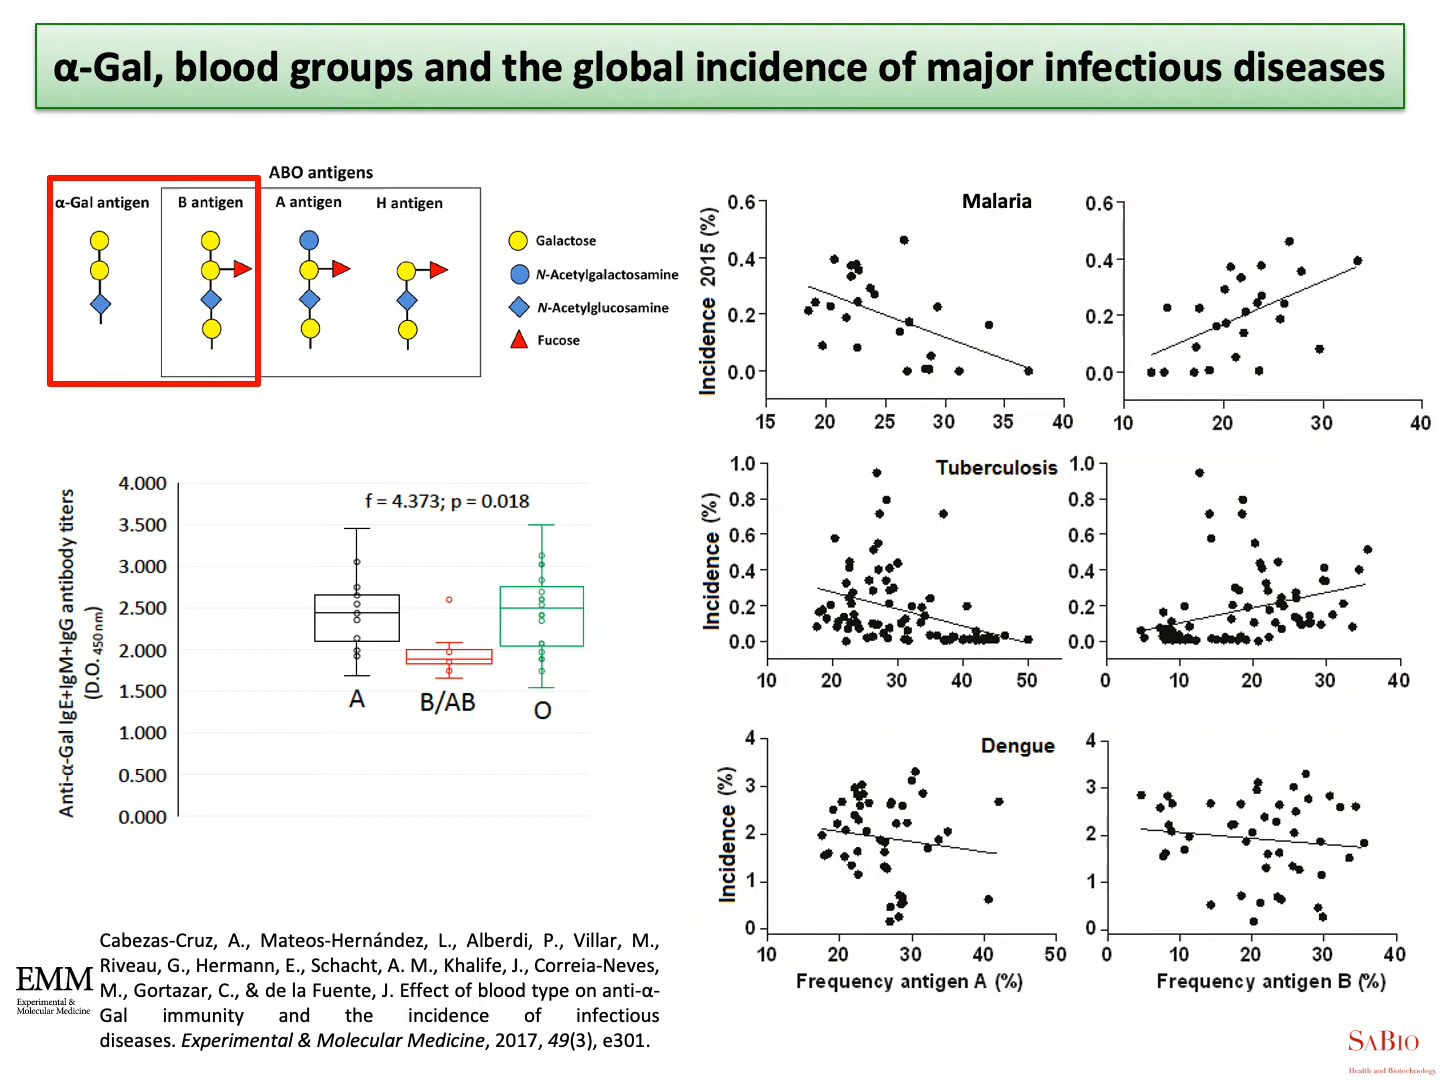 α-Gal, blood groups and the global incidence of major infectious diseases
ABO antigens
α-Gal antigen
B antigen
A antigen
H antigen
Galactose
N-Acetylgalactosamine
N-Acetylglucosamine
Fucose
Anti-α-Gal IgE+IgM+IgG antibody titers
(D.O. 450 nm)
4.000
3.500
3.000
2.500
2.000
1.500
1.000
0.500
0.000
f = 4.373; p = 0.018
A
B/AB
O
Malaria
Incidence 2015 (%)
0.6
0.4
0.2
0.0
15 20 25 30 35 40
0.6
0.4
0.2
0.0
10 20 30 40
Tuberculosis
Incidence (%)
1.0
0.8
0.6
0.4
0.2
0.0
10 20 30 40 50
1.0
0.8
0.6
0.4
0.2
0.0
0 10 20 30 40
Dengue
Incidence (%)
4
3
2
1
0
10 20 30 40 50
Frequency antigen A (%)
4
3
2
1
0
0 10 20 30 40
Frequency antigen B (%)
EMM
Experimental &
Molecular Medicine
Cabezas-Cruz, A., Mateos-Hernández, L., Alberdi, P., Villar, M.,
Riveau, G., Hermann, E., Schacht, A. M., Khalife, J., Correia-Neves,
M., Gortazar, C., & de la Fuente, J. Effect of blood type on anti-α-
Gal immunity and the incidence of infectious
diseases. Experimental & Molecular Medicine, 2017, 49(3), e301.
SABIO
Health and Biotechnology